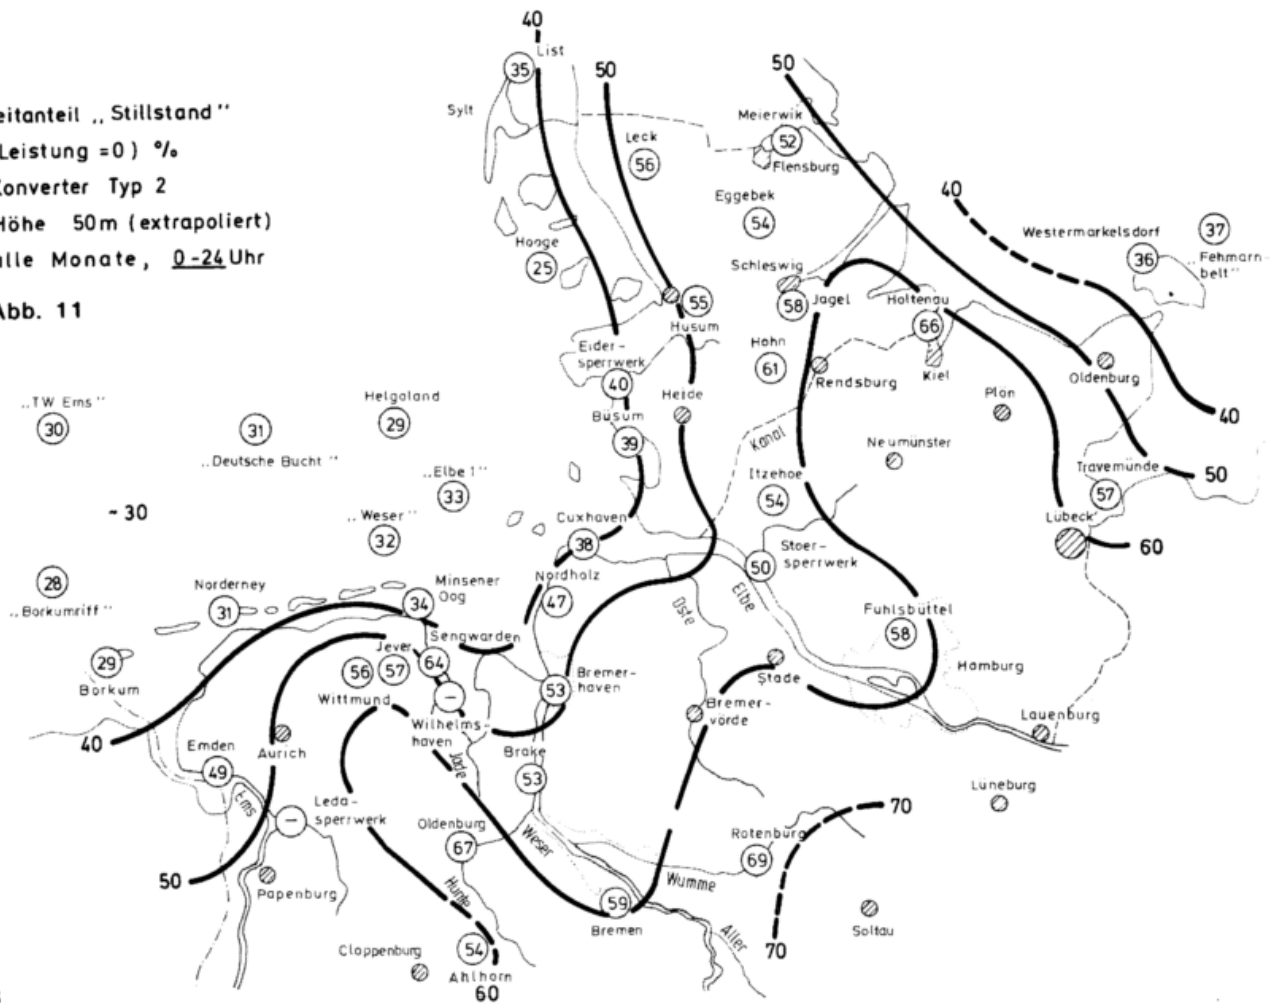 eitanteil „ Stillstand "
Leistung = 0 ) %
Konverter Typ 2
Höhe 50m (extrapoliert)
alle Monate, 0-24 Uhr
Abb. 11
40
List
35
50
50
Sylt
Leck
56
Meierwik
52
Flensburg
Eggebek
54
40
Westermarkelsdorf
36
37
„Fehmarn-
belt"
Hooge
25
Schleswig
58
Jagel
Holtenau
66
55
Husum
Eider-
sperrwerk
40
Hohn
61
Rendsburg
Kiel
Oldenburg
Plön
40
„TW Ems"
30
31
„Deutsche Bucht "
Helgoland
29
Büsum
39
Heide
Kanal
Neumünster
„Elbe 1"
33
Itzehoe
54
Travemünde
57
50
~30
„Weser"
32
Cuxhaven
38
Lübeck
60
28
„Borkumriff"
Norderney
31
Minsener
Oog
34
Nordholz
47
Stoer-
sperrwerk
50
Oste
Elbe
Fuhlsbüttel
58
Hamburg
Sengwarden
64
Jever
57
56
Wittmund
29
Borkum
Bremer-
haven
53
Stade
–
Wilhelms-
haven
Bremer-
vörde
Lauenburg
40
Emden
49
Aurich
Jade
Brake
53
Lüneburg
Ems
Leda-
sperrwerk
–
Oldenburg
67
Weser
Rotenburg
69
70
50
Papenburg
Hunte
Wumme
59
Bremen
Aller
Soltau
70
Cloppenburg
54
Ahlhorn
60